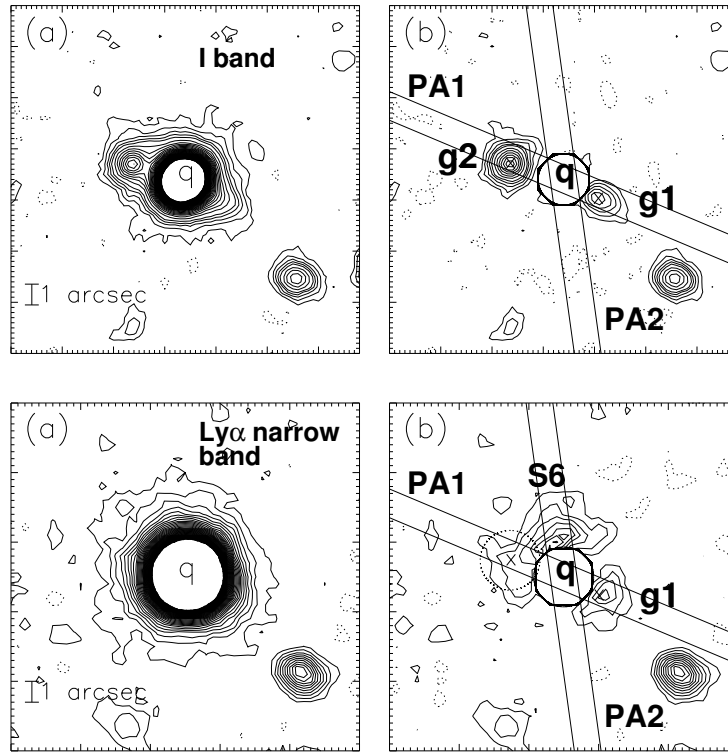 (a)
I band
q
1 arcsec
(b)
PA1
g2
q
g1
PA2
(a)
Lyα narrow
band
q
1 arcsec
(b)
S6
PA1
q
g1
PA2